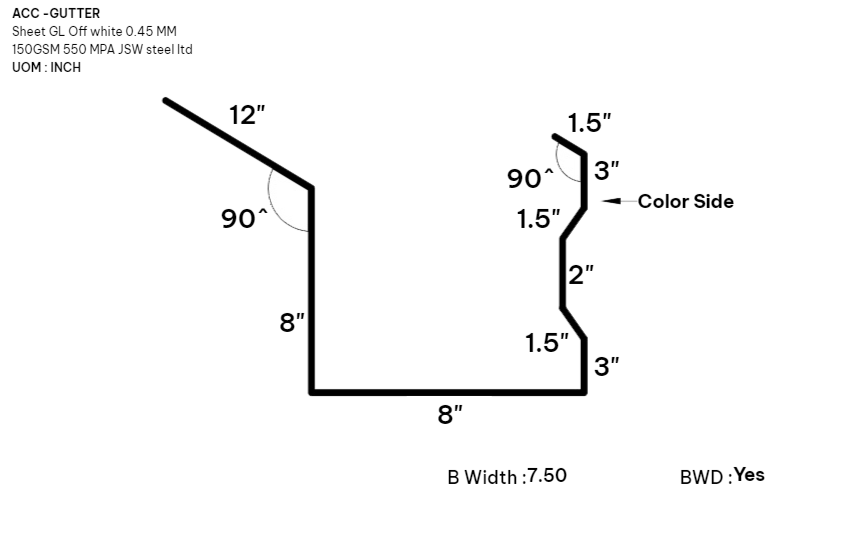 ACC -GUTTER
Sheet GL Off white 0.45 MM
150GSM 550 MPA JSW steel ltd
UOM : INCH
12"
1.5"
3"
90^
Color Side
90^
1.5"
2"
8"
1.5"
3"
8"
B Width :7.50
BWD :Yes